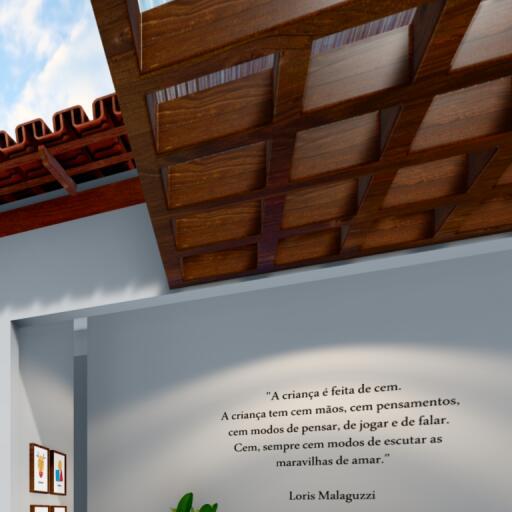 "A criança é feita de cem.
A criança tem cem mãos, cem pensamentos,
cem modos de pensar, de jogar e de falar.
Cem, sempre cem modos de escutar as
maravilhas de amar."
Loris Malaguzzi